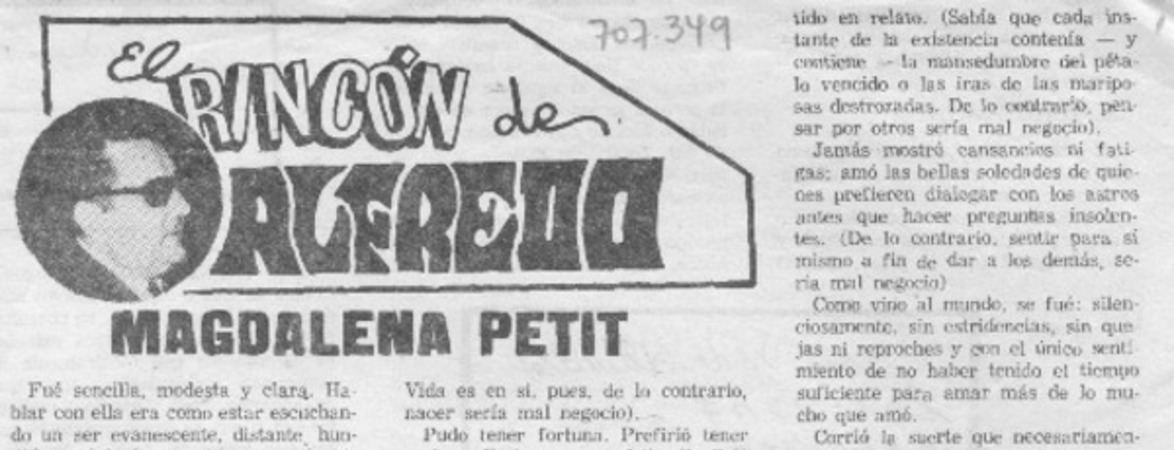 707.349
El RINCÓN de
ALFREDO
MAGDALENA PETIT
Fué sencilla, modesta y clara. Ha-
blar con ella era como estar escuchan-
do un ser evanescente, distante, hun-
Vida es en si, pues, de lo contrario,
nacer sería mal negocio).
Pudo tener fortuna. Prefirió tener
tido en relato. (Sabía que cada ins-
tante de la existencia contenía — y
contiene — la mansedumbre del péta-
lo vencido o las iras de las maripo-
sas destrozadas. De lo contrario, pen-
sar por otros sería mal negocio).
Jamás mostró cansancios ni fati-
gas; amó las bellas soledades de quie-
nes prefieren dialogar con los astros
antes que hacer preguntas insolen-
tes. (De lo contrario, sentir para sí
mismo a fin de dar a los demás, se-
ría mal negocio)
Como vino al mundo, se fué: silen-
ciosamente, sin estridencias, sin que
jas ni reproches y con el único senti-
miento de no haber tenido el tiempo
suficiente para amar más de lo mu-
cho que amó.
Corrió la suerte que necesariamen-